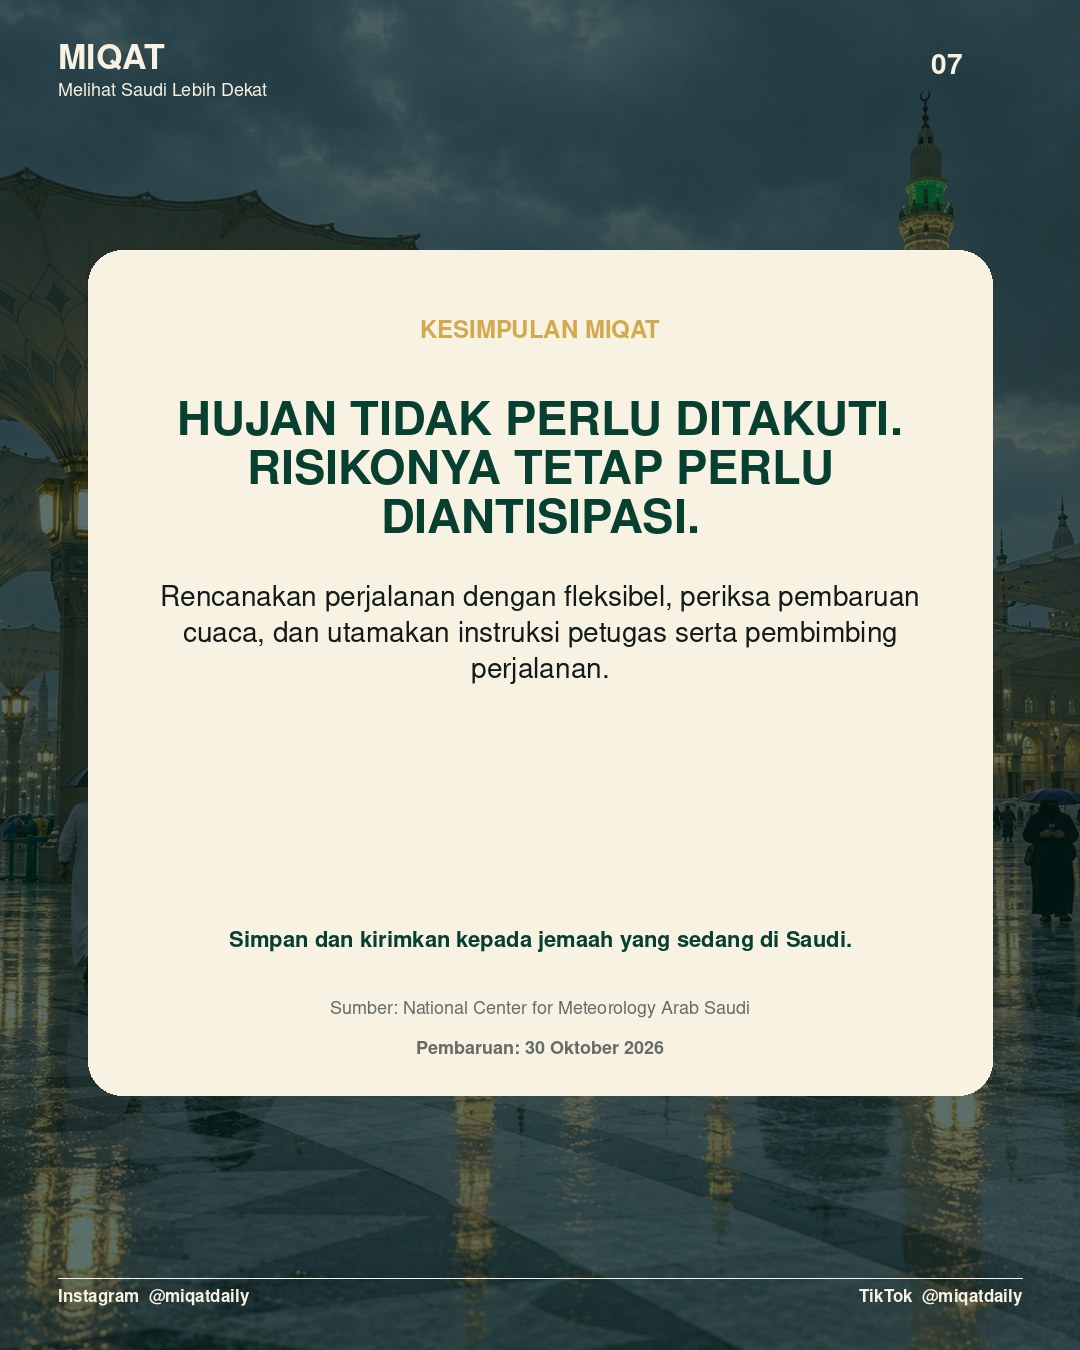 MIQAT
Melihat Saudi Lebih Dekat
07
KESIMPULAN MIQAT
HUJAN TIDAK PERLU DITAKUTI.
RISIKONYA TETAP PERLU
DIANTISIPASI.
Rencanakan perjalanan dengan fleksibel, periksa pembaruan
cuaca, dan utamakan instruksi petugas serta pembimbing
perjalanan.
Simpan dan kirimkan kepada jemaah yang sedang di Saudi.
Sumber: National Center for Meteorology Arab Saudi
Pembaruan: 30 Oktober 2026
Instagram @miqatdaily
TikTok @miqatdaily